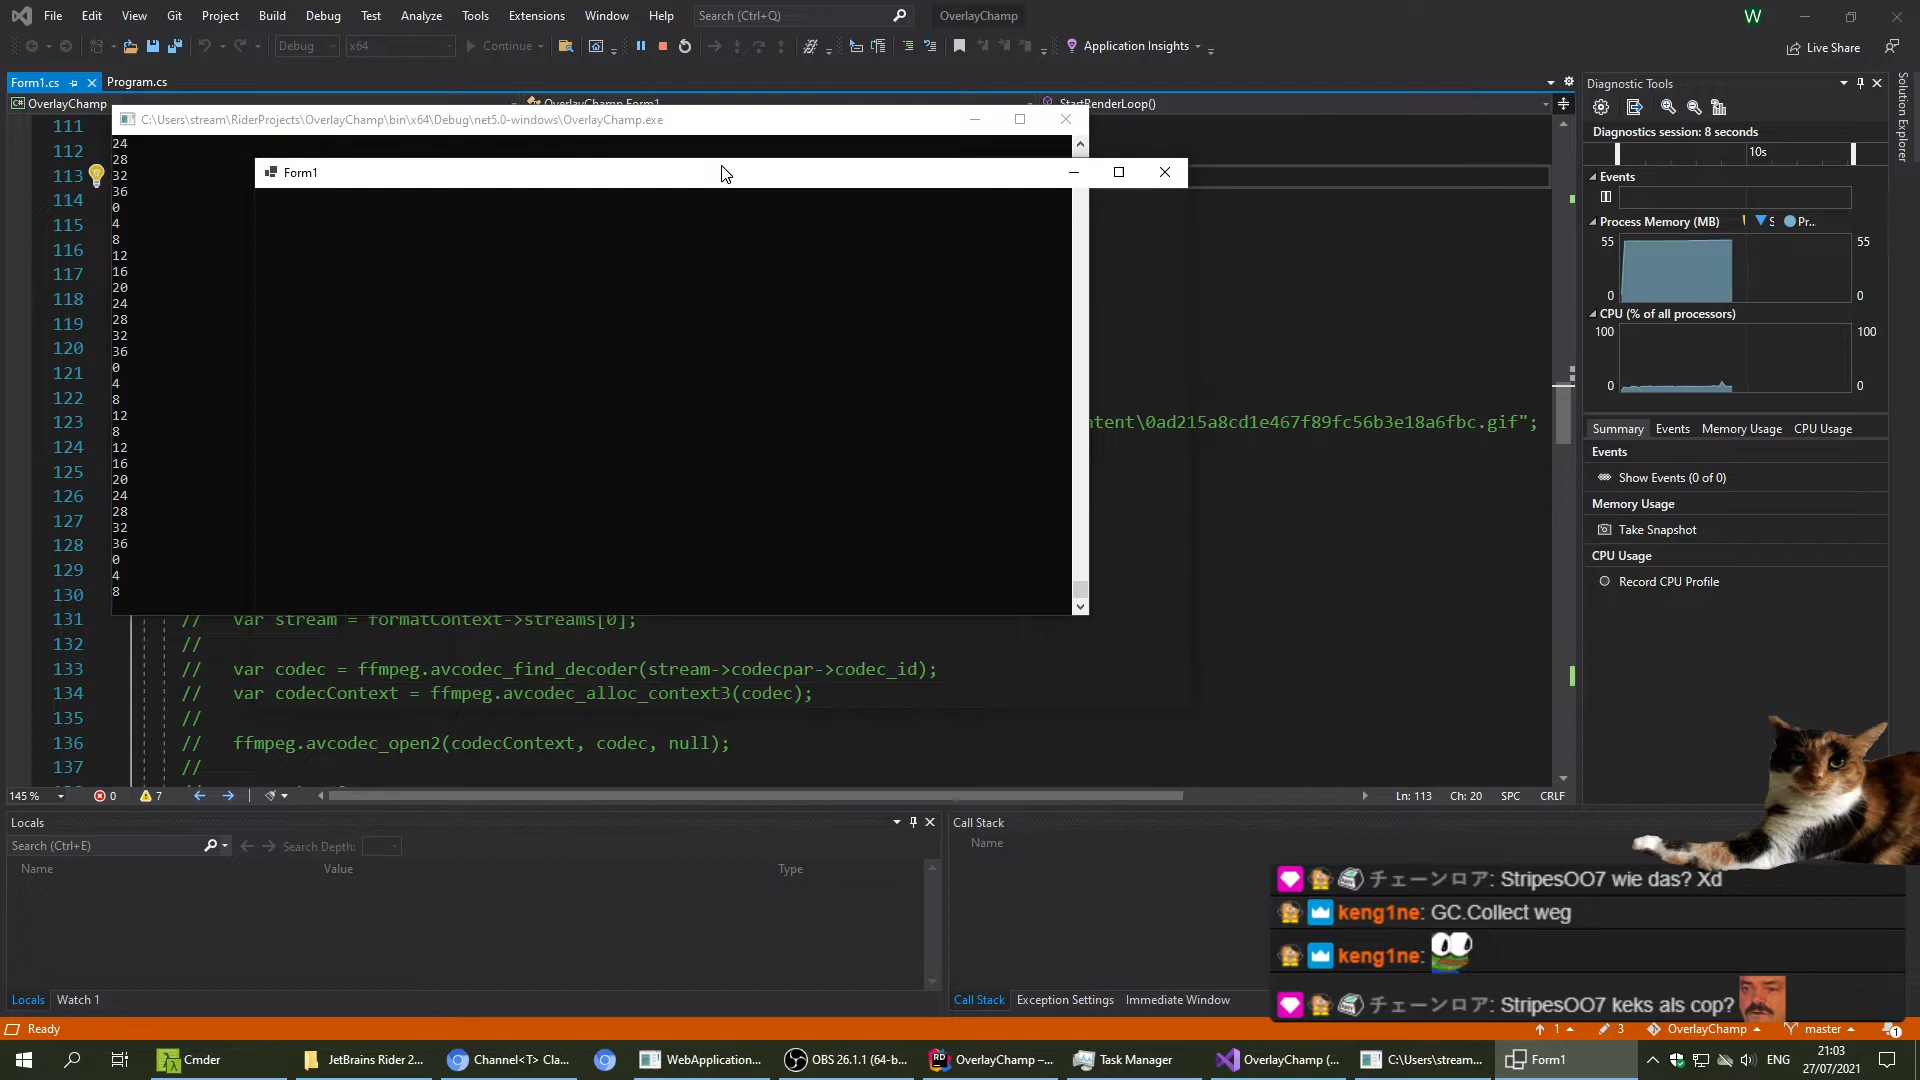 File Edit View Git Project Build Debug Test Analyze Tools Extensions Window Help Search (Ctrl+Q) OverlayChamp W
Debug x64 Continue Application Insights Live Share
Form1.cs Program.cs
OverlayChamp OverlayChamp.Form1 StartRenderLoop()
C:\Users\stream\RiderProjects\OverlayChamp\bin\x64\Debug\net5.0-windows\OverlayChamp.exe
Form1
24
28
32
36
0
4
8
12
16
20
24
28
32
36
0
4
8
12
8
12
16
20
24
28
32
36
0
4
8
111
112
113
114
115
116
117
118
119
120
121
122
123 ntent\0ad215a8cd1e467f89fc56b3e18a6fbc.gif";
124
125
126
127
128
129
130
131 // var stream = formatContext->streams[0];
132 //
133 // var codec = ffmpeg.avcodec_find_decoder(stream->codecpar->codec_id);
134 // var codecContext = ffmpeg.avcodec_alloc_context3(codec);
135 //
136 // ffmpeg.avcodec_open2(codecContext, codec, null);
137 //
145 % 0 7 Ln: 113 Ch: 20 SPC CRLF
Diagnostic Tools
Diagnostics session: 8 seconds
10s
Events
Process Memory (MB) S Pr...
55 55
0 0
CPU (% of all processors)
100 100
0 0
Summary Events Memory Usage CPU Usage
Events
Show Events (0 of 0)
Memory Usage
Take Snapshot
CPU Usage
Record CPU Profile
Solution Explorer
Locals
Search (Ctrl+E) Search Depth:
Name Value Type
Locals Watch 1
Call Stack
Name
Call Stack Exception Settings Immediate Window
チェーンロア: StripesOO7 wie das? Xd
keng1ne: GC.Collect weg
keng1ne:
チェーンロア: StripesOO7 keks als cop?
Ready 1 3 OverlayChamp master 1
Cmder JetBrains Rider 2... Channel<T> Cla... WebApplication... OBS 26.1.1 (64-b... OverlayChamp –... Task Manager OverlayChamp (... C:\Users\stream... Form1 ENG 21:03
27/07/2021